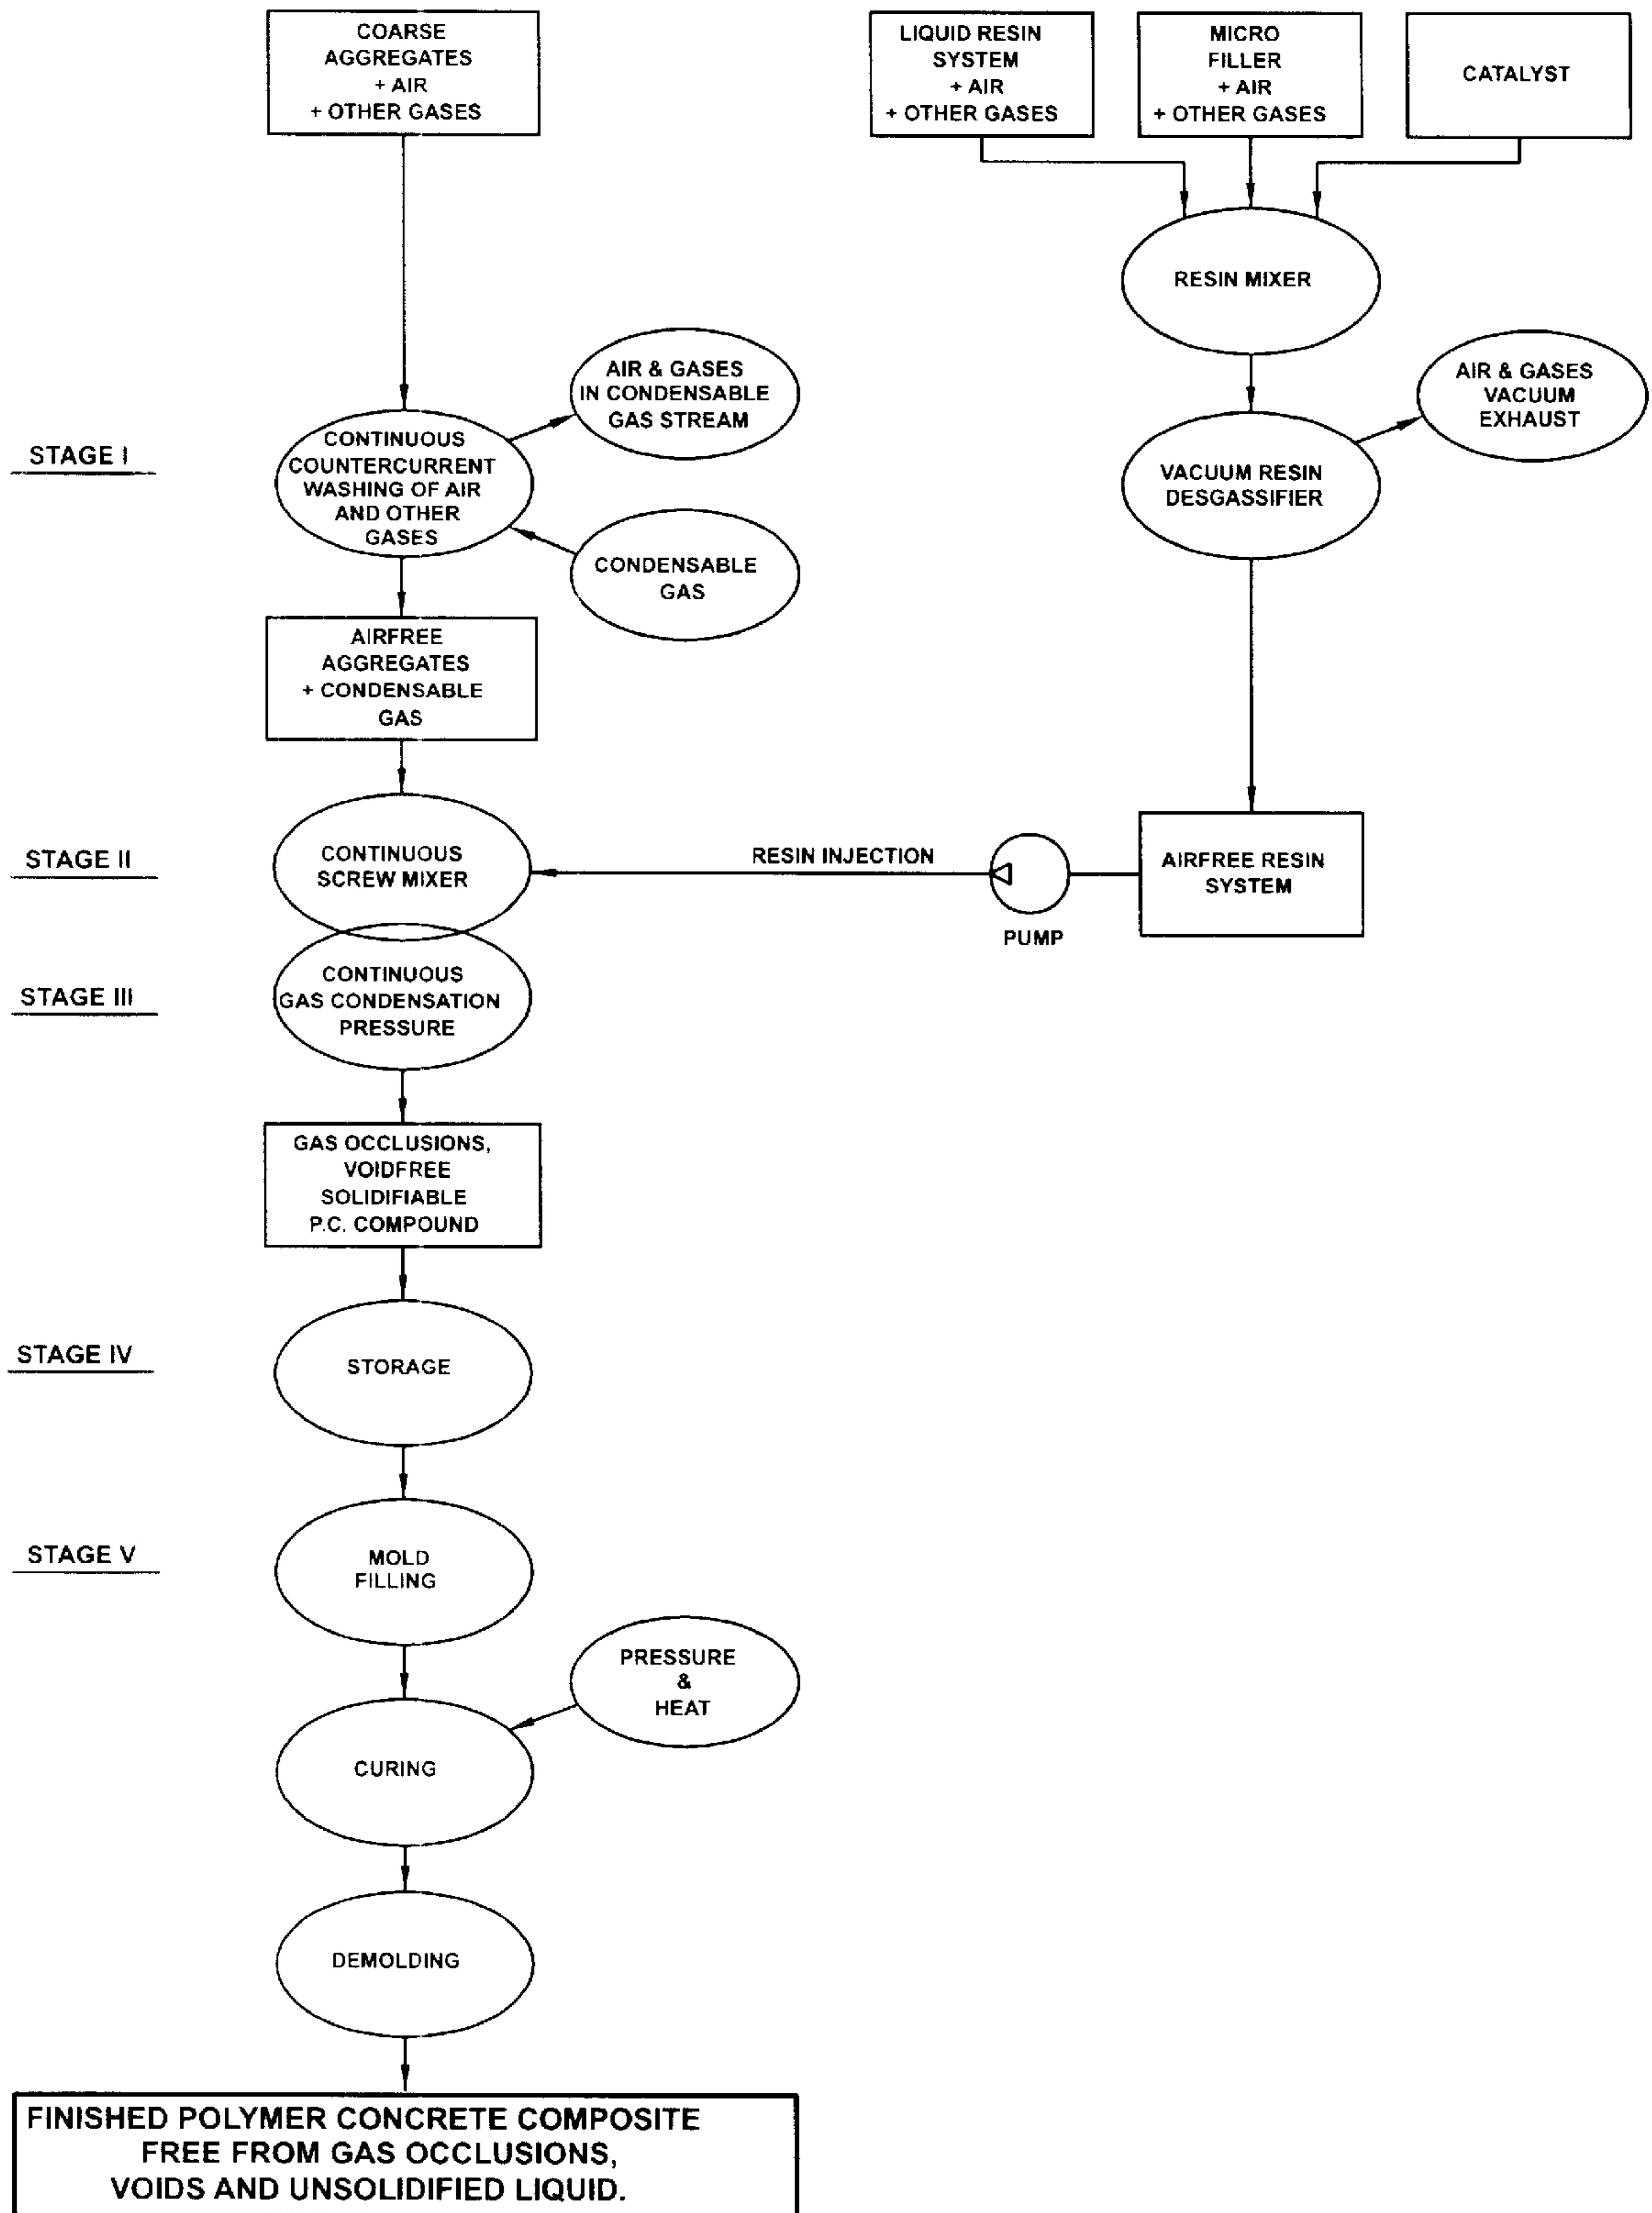 COARSE
AGGREGATES
+ AIR
+ OTHER GASES
LIQUID RESIN
SYSTEM
+ AIR
+ OTHER GASES
MICRO
FILLER
+ AIR
+ OTHER GASES
CATALYST
RESIN MIXER
AIR & GASES
IN CONDENSABLE
GAS STREAM
AIR & GASES
VACUUM
EXHAUST
STAGE I
CONTINUOUS
COUNTERCURRENT
WASHING OF AIR
AND OTHER
GASES
VACUUM RESIN
DESGASSIFIER
CONDENSABLE
GAS
AIRFREE
AGGREGATES
+ CONDENSABLE
GAS
STAGE II
CONTINUOUS
SCREW MIXER
RESIN INJECTION
PUMP
AIRFREE RESIN
SYSTEM
STAGE III
CONTINUOUS
GAS CONDENSATION
PRESSURE
GAS OCCLUSIONS,
VOIDFREE
SOLIDIFIABLE
P.C. COMPOUND
STAGE IV
STORAGE
STAGE V
MOLD
FILLING
PRESSURE
&
HEAT
CURING
DEMOLDING
FINISHED POLYMER CONCRETE COMPOSITE
FREE FROM GAS OCCLUSIONS,
VOIDS AND UNSOLIDIFIED LIQUID.